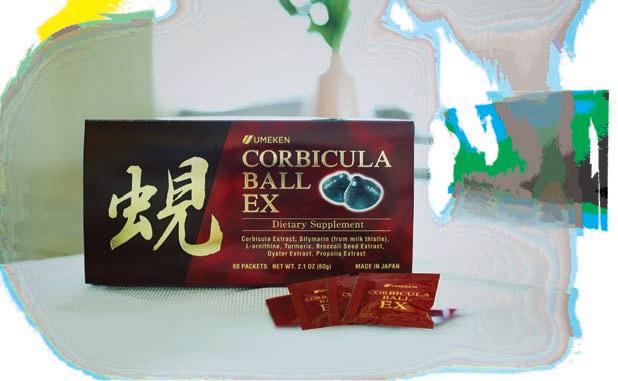 UMEKEN
蜆
CORBICULA
BALL
EX
Dietary Supplement
Corbicula Extract, Silymarin (from milk thistle),
L-ornithine, Turmeric, Broccoli Seed Extract,
Oyster Extract, Propolis Extract
60 PACKETS NET WT. 2.1 OZ (60g) MADE IN JAPAN
UMEKEN
CORBICULA
BALL
EX